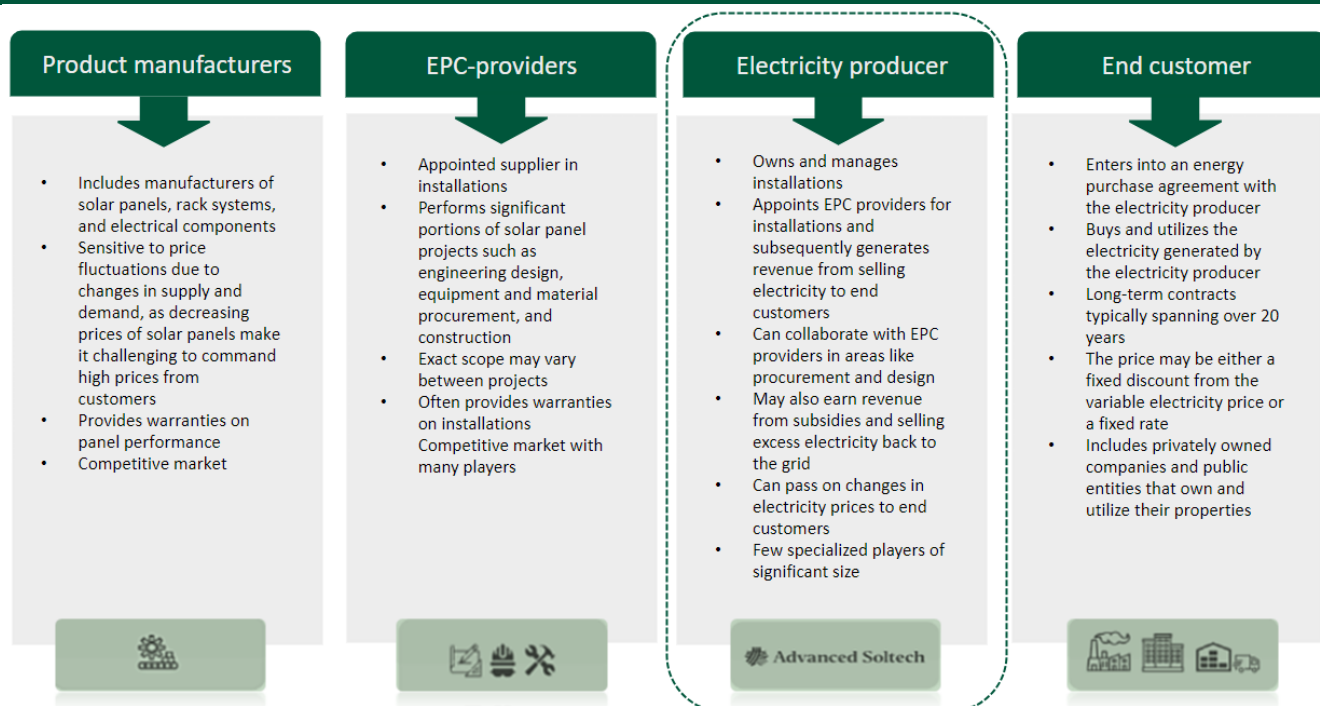 Product manufacturers
• Includes manufacturers of
solar panels, rack systems,
and electrical components
• Sensitive to price
fluctuations due to
changes in supply and
demand, as decreasing
prices of solar panels make
it challenging to command
high prices from
customers
• Provides warranties on
panel performance
• Competitive market
EPC-providers
• Appointed supplier in
installations
• Performs significant
portions of solar panel
projects such as
engineering design,
equipment and material
procurement, and
construction
• Exact scope may vary
between projects
• Often provides warranties
on installations
Competitive market with
many players
Electricity producer
• Owns and manages
installations
• Appoints EPC providers for
installations and
subsequently generates
revenue from selling
electricity to end
customers
• Can collaborate with EPC
providers in areas like
procurement and design
• May also earn revenue
from subsidies and selling
excess electricity back to
the grid
• Can pass on changes in
electricity prices to end
customers
• Few specialized players of
significant size
Advanced Soltech
End customer
• Enters into an energy
purchase agreement with
the electricity producer
• Buys and utilizes the
electricity generated by
the electricity producer
• Long-term contracts
typically spanning over 20
years
• The price may be either a
fixed discount from the
variable electricity price or
a fixed rate
• Includes privately owned
companies and public
entities that own and
utilize their properties